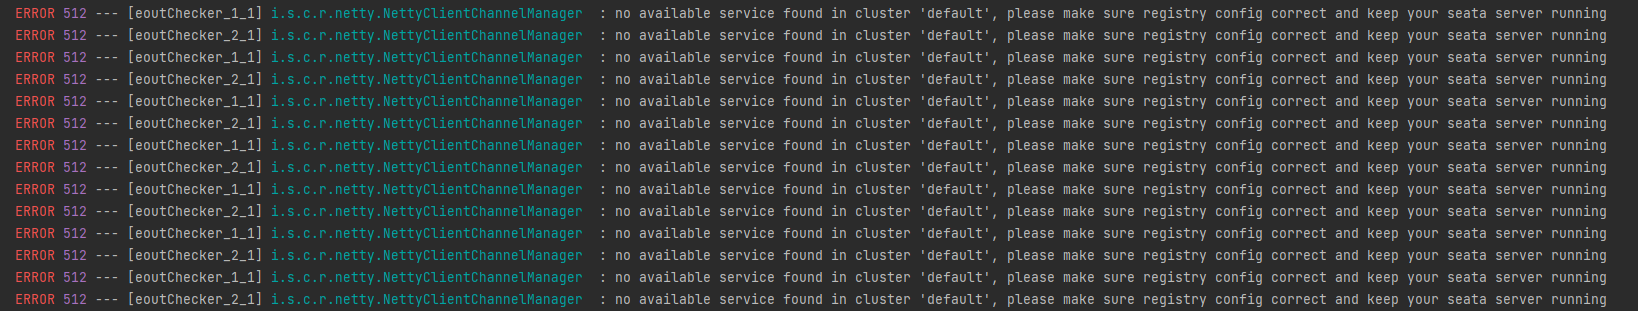 ERROR 512 --- [eoutChecker_1_1] i.s.c.r.netty.NettyClientChannelManager  : no available service found in cluster 'default', please make sure registry config correct and keep your seata server running
ERROR 512 --- [eoutChecker_2_1] i.s.c.r.netty.NettyClientChannelManager  : no available service found in cluster 'default', please make sure registry config correct and keep your seata server running
ERROR 512 --- [eoutChecker_1_1] i.s.c.r.netty.NettyClientChannelManager  : no available service found in cluster 'default', please make sure registry config correct and keep your seata server running
ERROR 512 --- [eoutChecker_2_1] i.s.c.r.netty.NettyClientChannelManager  : no available service found in cluster 'default', please make sure registry config correct and keep your seata server running
ERROR 512 --- [eoutChecker_1_1] i.s.c.r.netty.NettyClientChannelManager  : no available service found in cluster 'default', please make sure registry config correct and keep your seata server running
ERROR 512 --- [eoutChecker_2_1] i.s.c.r.netty.NettyClientChannelManager  : no available service found in cluster 'default', please make sure registry config correct and keep your seata server running
ERROR 512 --- [eoutChecker_1_1] i.s.c.r.netty.NettyClientChannelManager  : no available service found in cluster 'default', please make sure registry config correct and keep your seata server running
ERROR 512 --- [eoutChecker_2_1] i.s.c.r.netty.NettyClientChannelManager  : no available service found in cluster 'default', please make sure registry config correct and keep your seata server running
ERROR 512 --- [eoutChecker_1_1] i.s.c.r.netty.NettyClientChannelManager  : no available service found in cluster 'default', please make sure registry config correct and keep your seata server running
ERROR 512 --- [eoutChecker_2_1] i.s.c.r.netty.NettyClientChannelManager  : no available service found in cluster 'default', please make sure registry config correct and keep your seata server running
ERROR 512 --- [eoutChecker_1_1] i.s.c.r.netty.NettyClientChannelManager  : no available service found in cluster 'default', please make sure registry config correct and keep your seata server running
ERROR 512 --- [eoutChecker_2_1] i.s.c.r.netty.NettyClientChannelManager  : no available service found in cluster 'default', please make sure registry config correct and keep your seata server running
ERROR 512 --- [eoutChecker_1_1] i.s.c.r.netty.NettyClientChannelManager  : no available service found in cluster 'default', please make sure registry config correct and keep your seata server running
ERROR 512 --- [eoutChecker_2_1] i.s.c.r.netty.NettyClientChannelManager  : no available service found in cluster 'default', please make sure registry config correct and keep your seata server running